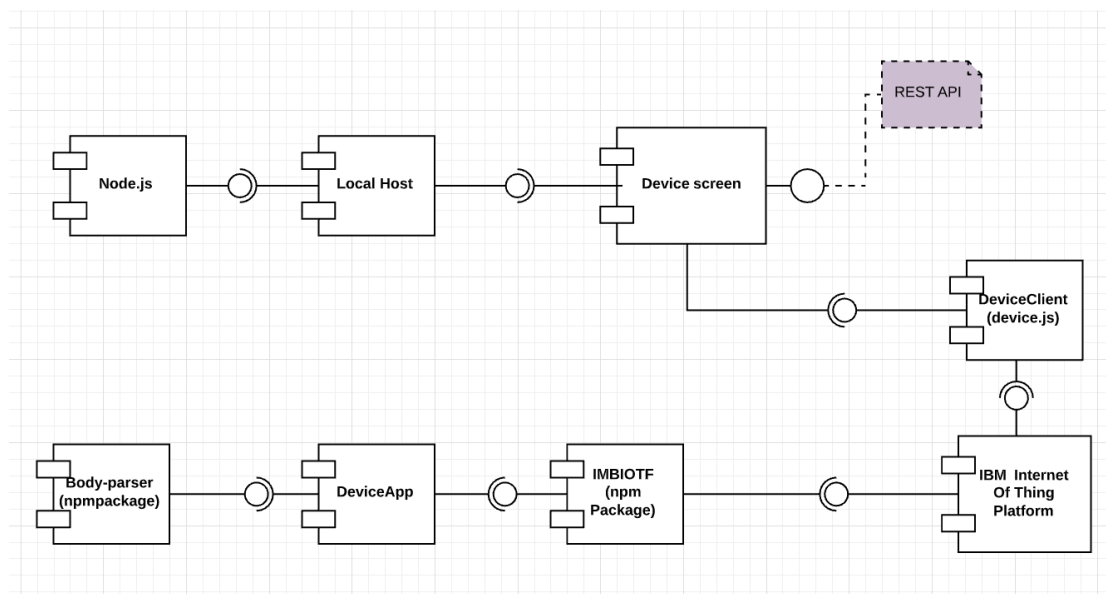 REST API
Node.js
Local Host
Device screen
DeviceClient
(device.js)
Body-parser
(npmpackage)
DeviceApp
IMBIOTF
(npm
Package)
IBM Internet
Of Thing
Platform